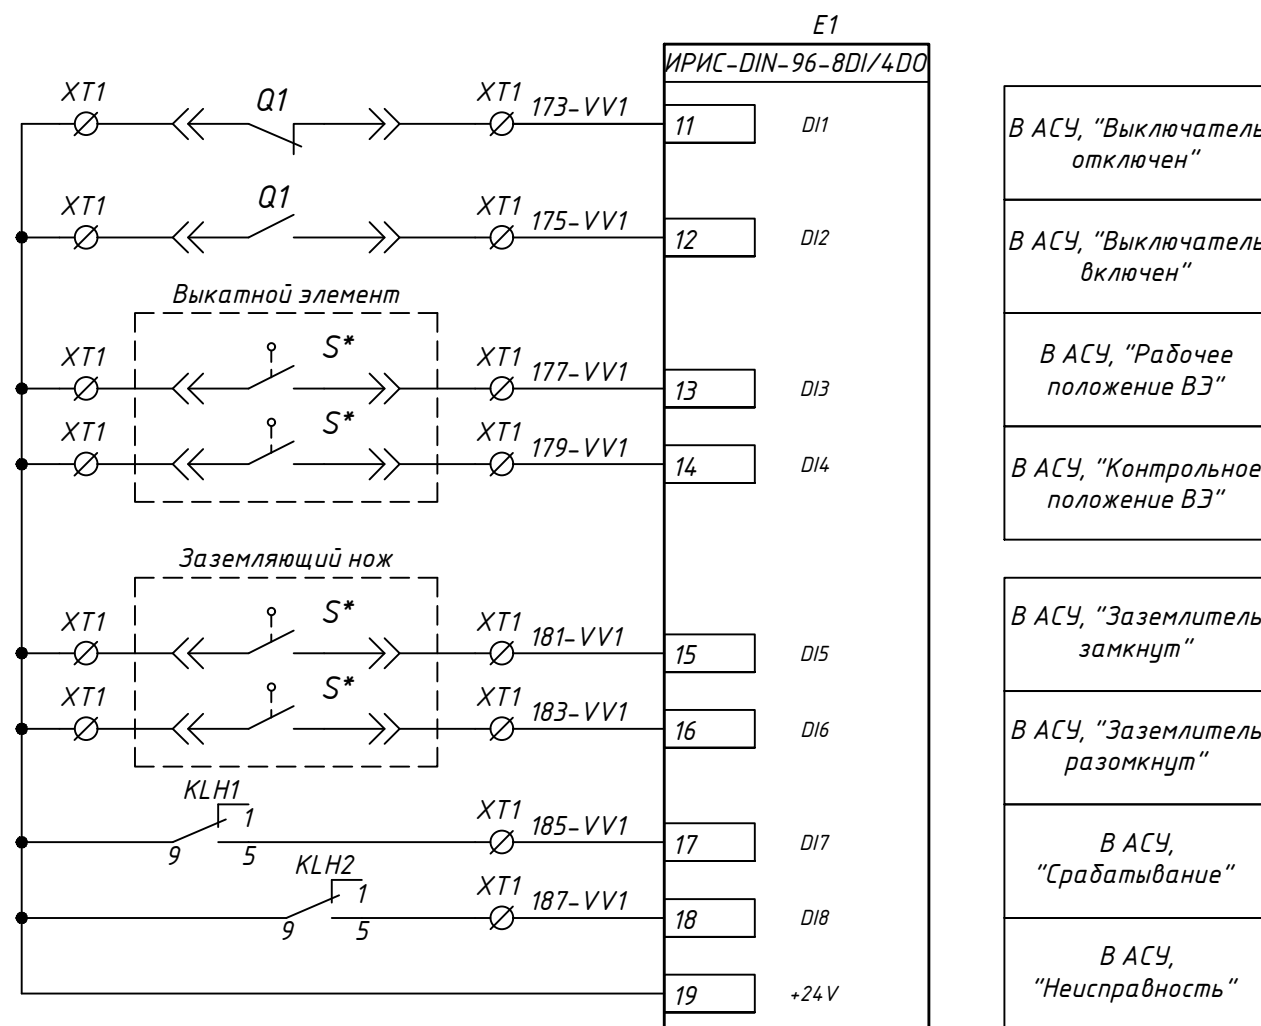 E1
ИРИС-DIN-96-8DI/4DO
XT1 Q1 XT1 173-VV1 11 DI1
В АСУ, "Выключатель
отключен"
XT1 Q1 XT1 175-VV1 12 DI2
В АСУ, "Выключатель
включен"
Выкатной элемент
XT1 S* XT1 177-VV1 13 DI3
В АСУ, "Рабочее
положение ВЭ"
XT1 S* XT1 179-VV1 14 DI4
В АСУ, "Контрольное
положение ВЭ"
Заземляющий нож
XT1 S* XT1 181-VV1 15 DI5
В АСУ, "Заземлитель
замкнут"
XT1 S* XT1 183-VV1 16 DI6
В АСУ, "Заземлитель
разомкнут"
KLH1 1 9 5 XT1 185-VV1 17 DI7
В АСУ,
"Срабатывание"
KLH2 1 9 5 XT1 187-VV1 18 DI8
В АСУ,
"Неисправность"
19 +24V